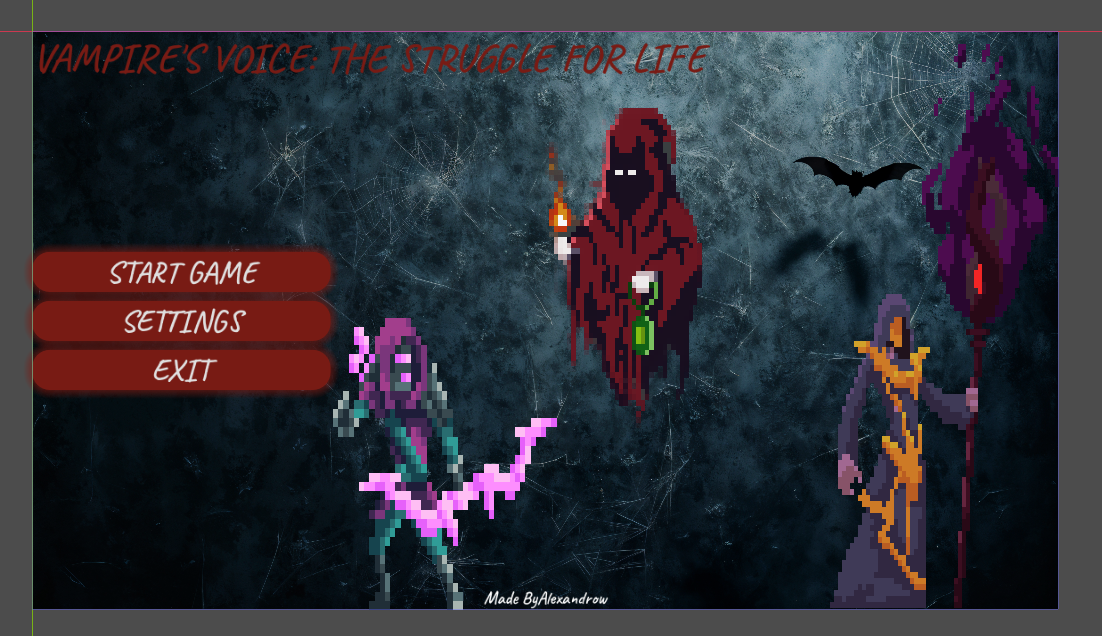 VAMPIRE'S VOICE: THE STRUGGLE FOR LIFE
START GAME
SETTINGS
EXIT
Made ByAlexandrow